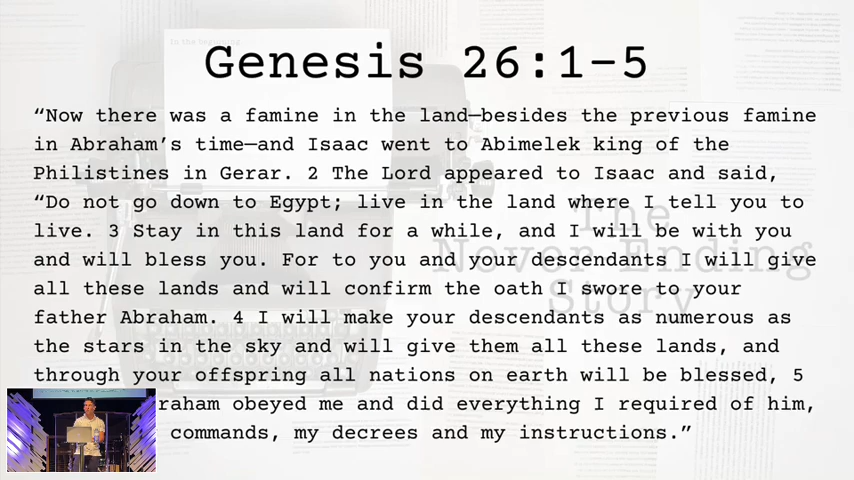 In the beginning
Genesis 26:1-5
“Now there was a famine in the land—besides the previous famine
in Abraham’s time—and Isaac went to Abimelek king of the
Philistines in Gerar. 2 The Lord appeared to Isaac and said,
“Do not go down to Egypt; live in the land where I tell you to
live. 3 Stay in this land for a while, and I will be with you
and will bless you. For to you and your descendants I will give
all these lands and will confirm the oath I swore to your
father Abraham. 4 I will make your descendants as numerous as
the stars in the sky and will give them all these lands, and
through your offspring all nations on earth will be blessed, 5
raham obeyed me and did everything I required of him,
commands, my decrees and my instructions.”
The
Never Ending
Story